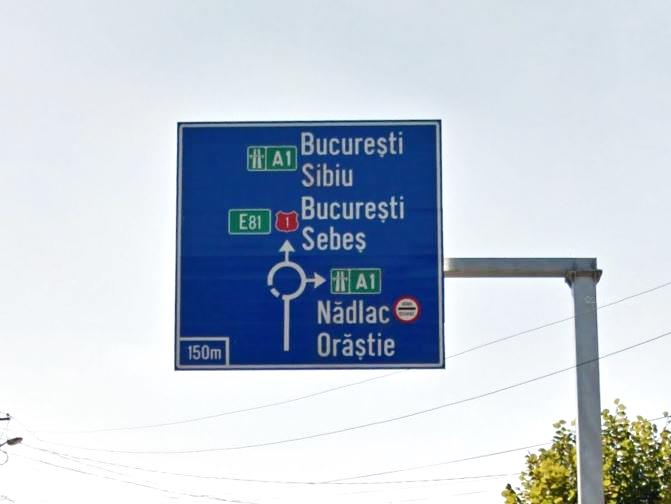 A1 București
Sibiu
E81 1 București
Sebeș
A1
Nădlac
Orăștie
150m